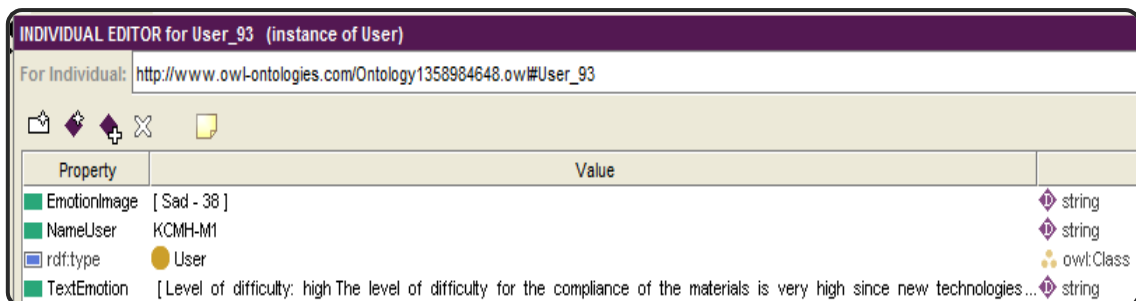 INDIVIDUAL EDITOR for User_93 (instance of User)
For Individual: http://www.owl-ontologies.com/Ontology1358984648.owl#User_93
Property Value
EmotionImage [ Sad - 38 ] string
NameUser KCMH-M1 string
rdf:type User owl:Class
TextEmotion [ Level of difficulty: high The level of difficulty for the compliance of the materials is very high since new technologies... string